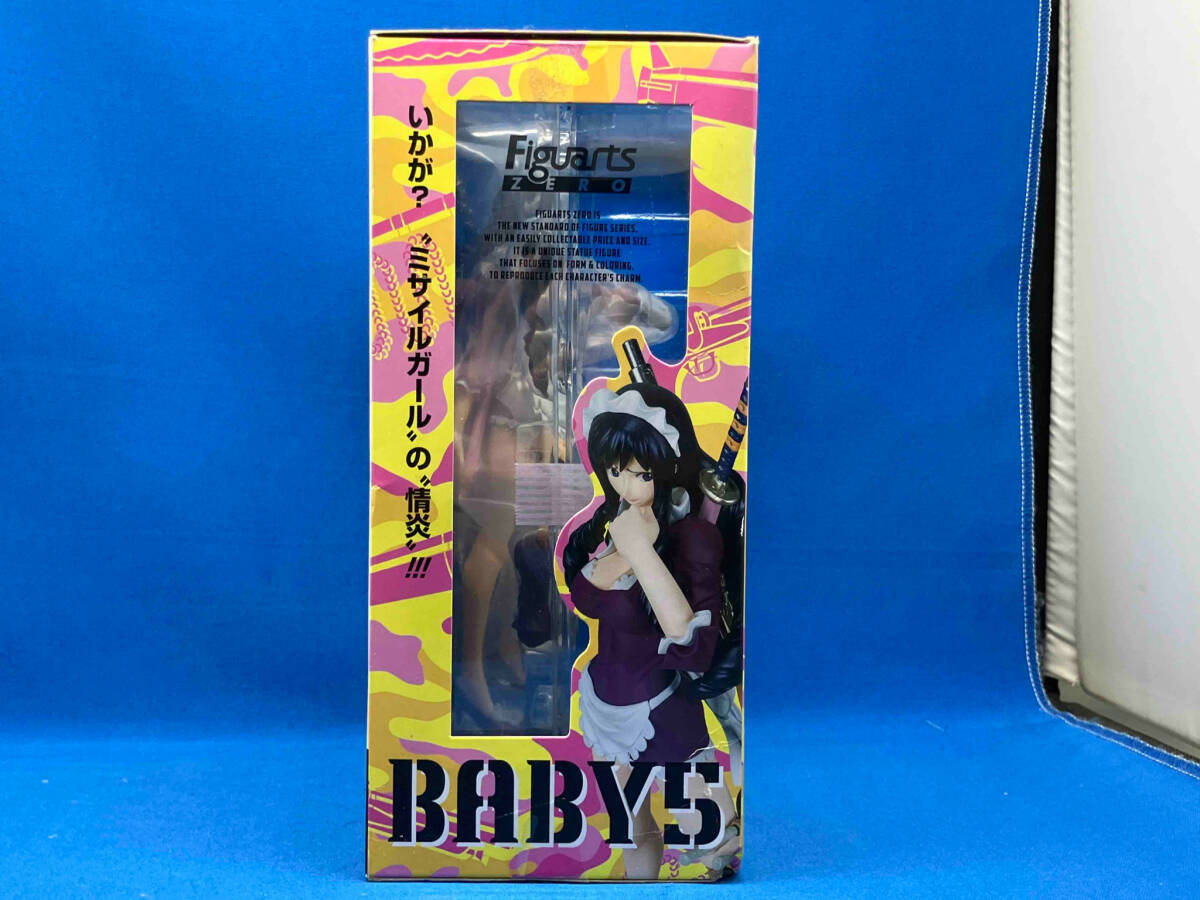 いかが？〝ミサイルガール〟の〝情炎〟!!!
Figuarts
ZERO
FIGUARTS ZERO IS
THE NEW STANDARD OF FIGURE SERIES,
WITH AN EASILY COLLECTABLE PRICE AND SIZE.
IT IS A UNIQUE STATUE FIGURE
THAT FOCUSES ON FORM & COLORING,
TO REPRODUCE EACH CHARACTER'S CHARM.
BABY5